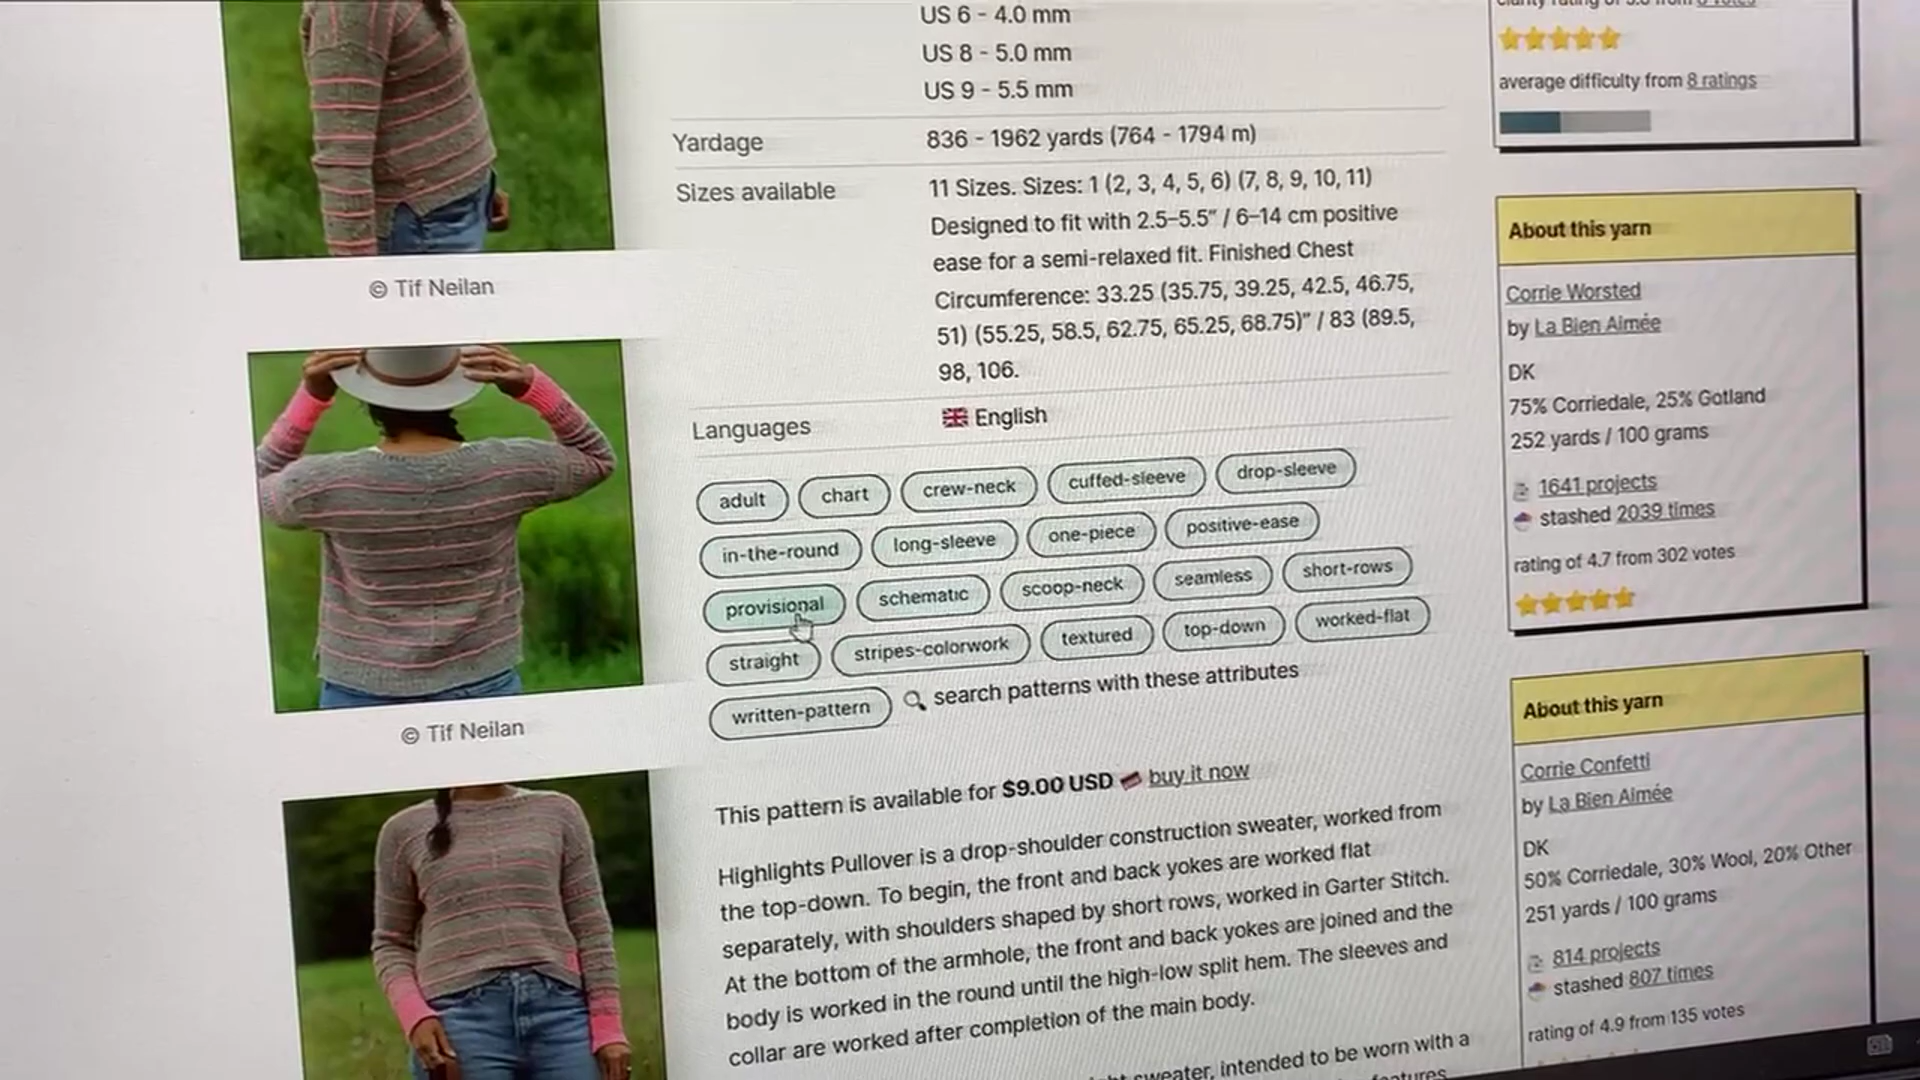 US 6 - 4.0 mm
US 8 - 5.0 mm
US 9 - 5.5 mm
Yardage
836 - 1962 yards (764 - 1794 m)
Sizes available
11 Sizes. Sizes: 1 (2, 3, 4, 5, 6) (7, 8, 9, 10, 11)
Designed to fit with 2.5–5.5” / 6–14 cm positive
ease for a semi-relaxed fit. Finished Chest
Circumference: 33.25 (35.75, 39.25, 42.5, 46.75,
51) (55.25, 58.5, 62.75, 65.25, 68.75)” / 83 (89.5,
98, 106.
Languages
English
adult
chart
crew-neck
cuffed-sleeve
drop-sleeve
in-the-round
long-sleeve
one-piece
positive-ease
provisional
schematic
scoop-neck
seamless
short-rows
straight
stripes-colorwork
textured
top-down
worked-flat
written-pattern
search patterns with these attributes
This pattern is available for $9.00 USD buy it now
Highlights Pullover is a drop-shoulder construction sweater, worked from
the top-down. To begin, the front and back yokes are worked flat
separately, with shoulders shaped by short rows, worked in Garter Stitch.
At the bottom of the armhole, the front and back yokes are joined and the
body is worked in the round until the high-low split hem. The sleeves and
collar are worked after completion of the main body.
sweater, intended to be worn with a
© Tif Neilan
© Tif Neilan
average difficulty from 8 ratings
About this yarn
Corrie Worsted
by La Bien Aimée
DK
75% Corriedale, 25% Gotland
252 yards / 100 grams
1641 projects
stashed 2039 times
rating of 4.7 from 302 votes
About this yarn
Corrie Confetti
by La Bien Aimée
DK
50% Corriedale, 30% Wool, 20% Other
251 yards / 100 grams
814 projects
stashed 807 times
rating of 4.9 from 135 votes